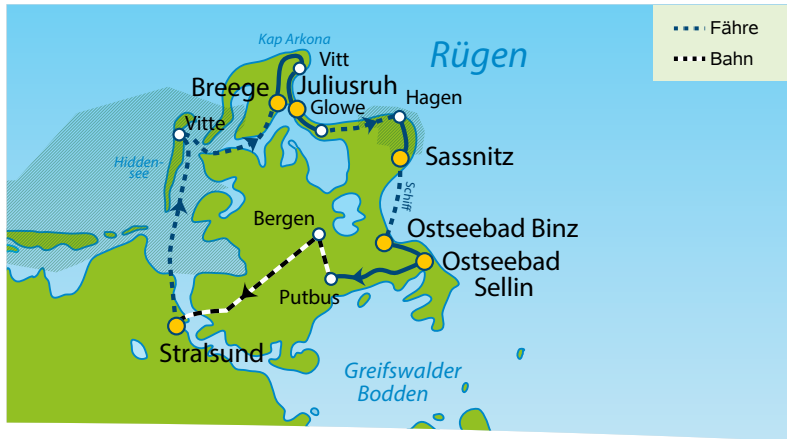 Kap Arkona
Rügen
Fähre
Bahn
Vitt
Breege
Juliusruh
Glowe
Hagen
Vitte
Sassnitz
Hidden-
see
Schiff
Bergen
Ostseebad Binz
Ostseebad
Sellin
Putbus
Stralsund
Greifswalder
Bodden